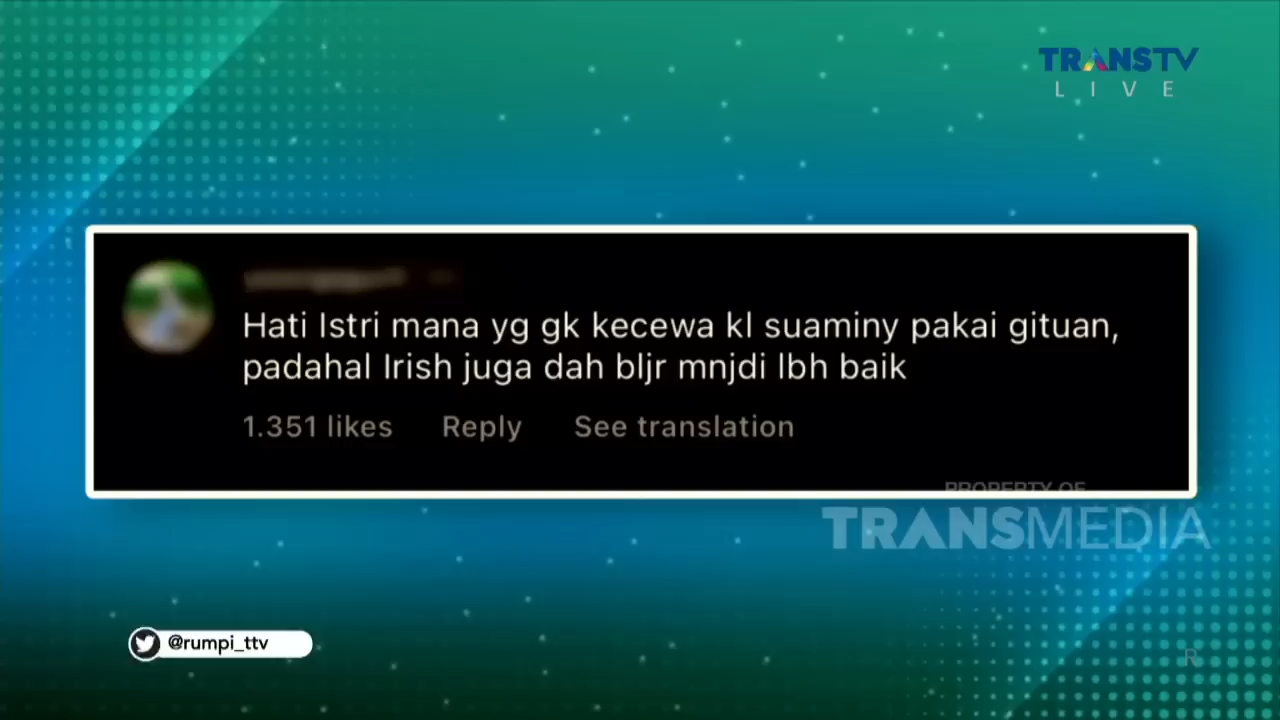 TRANSTV
LIVE
Hati Istri mana yg gk kecewa kl suaminy pakai gituan,
padahal Irish juga dah bljr mnjdi lbh baik
1.351 likes Reply See translation
PROPERTY OF
TRANSMEDIA
@rumpi_ttv
R